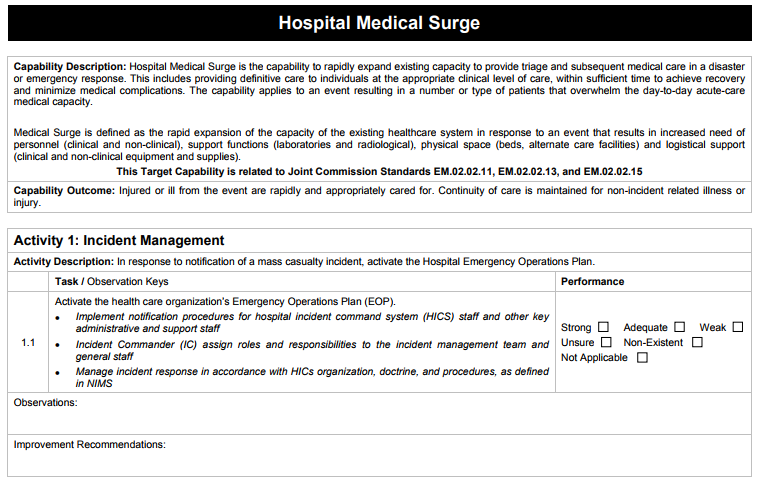 Hospital Medical Surge
Capability Description: Hospital Medical Surge is the capability to rapidly expand existing capacity to provide triage and subsequent medical care in a disaster
or emergency response. This includes providing definitive care to individuals at the appropriate clinical level of care, within sufficient time to achieve recovery
and minimize medical complications. The capability applies to an event resulting in a number or type of patients that overwhelm the day-to-day acute-care
medical capacity.
Medical Surge is defined as the rapid expansion of the capacity of the existing healthcare system in response to an event that results in increased need of
personnel (clinical and non-clinical), support functions (laboratories and radiological), physical space (beds, alternate care facilities) and logistical support
(clinical and non-clinical equipment and supplies).
This Target Capability is related to Joint Commission Standards EM.02.02.11, EM.02.02.13, and EM.02.02.15
Capability Outcome: Injured or ill from the event are rapidly and appropriately cared for. Continuity of care is maintained for non-incident related illness or
injury.
Activity 1: Incident Management
Activity Description: In response to notification of a mass casualty incident, activate the Hospital Emergency Operations Plan.
Task / Observation Keys
Performance
1.1
Activate the health care organization's Emergency Operations Plan (EOP).
• Implement notification procedures for hospital incident command system (HICS) staff and other key
administrative and support staff
• Incident Commander (IC) assign roles and responsibilities to the incident management team and
general staff
• Manage incident response in accordance with HICs organization, doctrine, and procedures, as defined
in NIMS
Strong ☐ Adequate ☐ Weak ☐
Unsure ☐ Non-Existent ☐
Not Applicable ☐
Observations:
Improvement Recommendations: